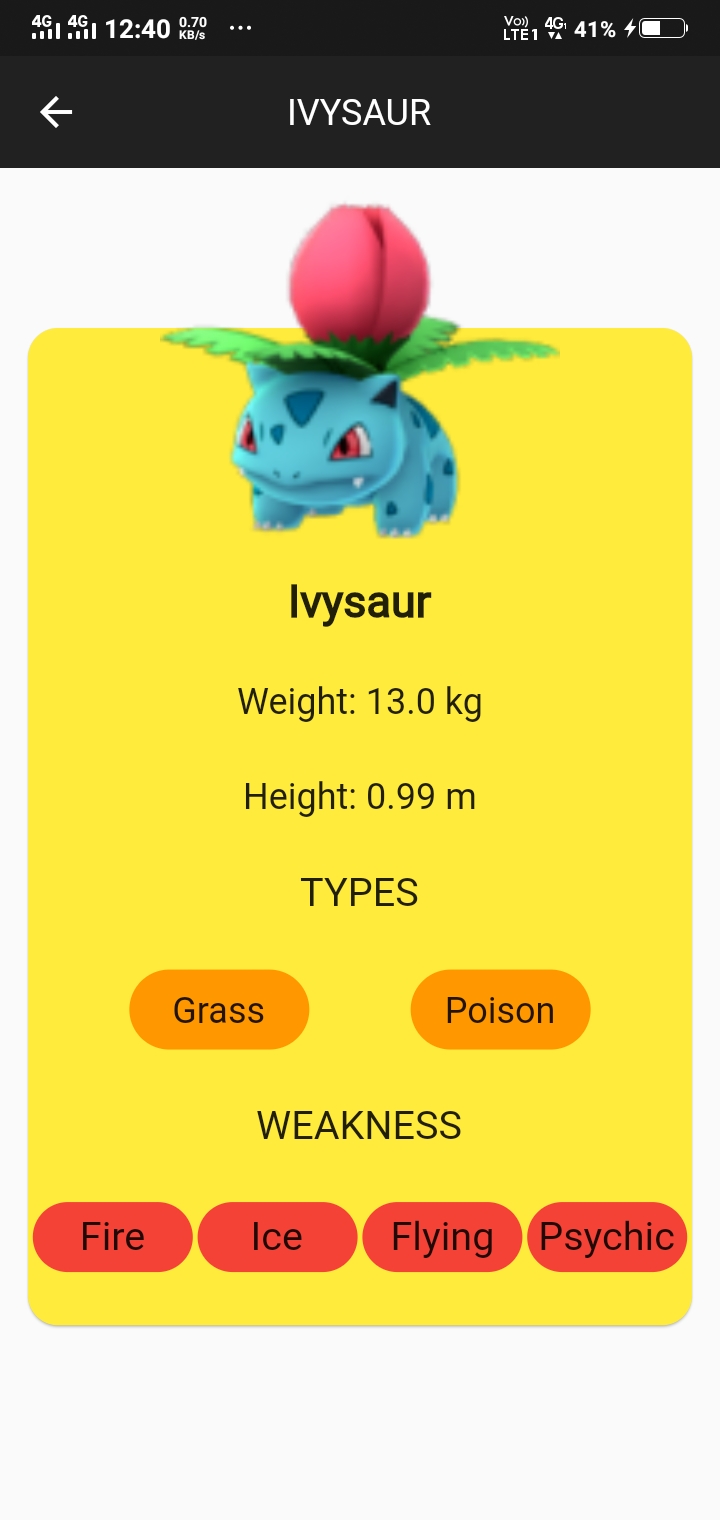 4G 4G 12:40 0.70 KB/s ... Vo) LTE1 4G 41%
IVYSAUR
Ivysaur
Weight: 13.0 kg
Height: 0.99 m
TYPES
Grass Poison
WEAKNESS
Fire Ice Flying Psychic